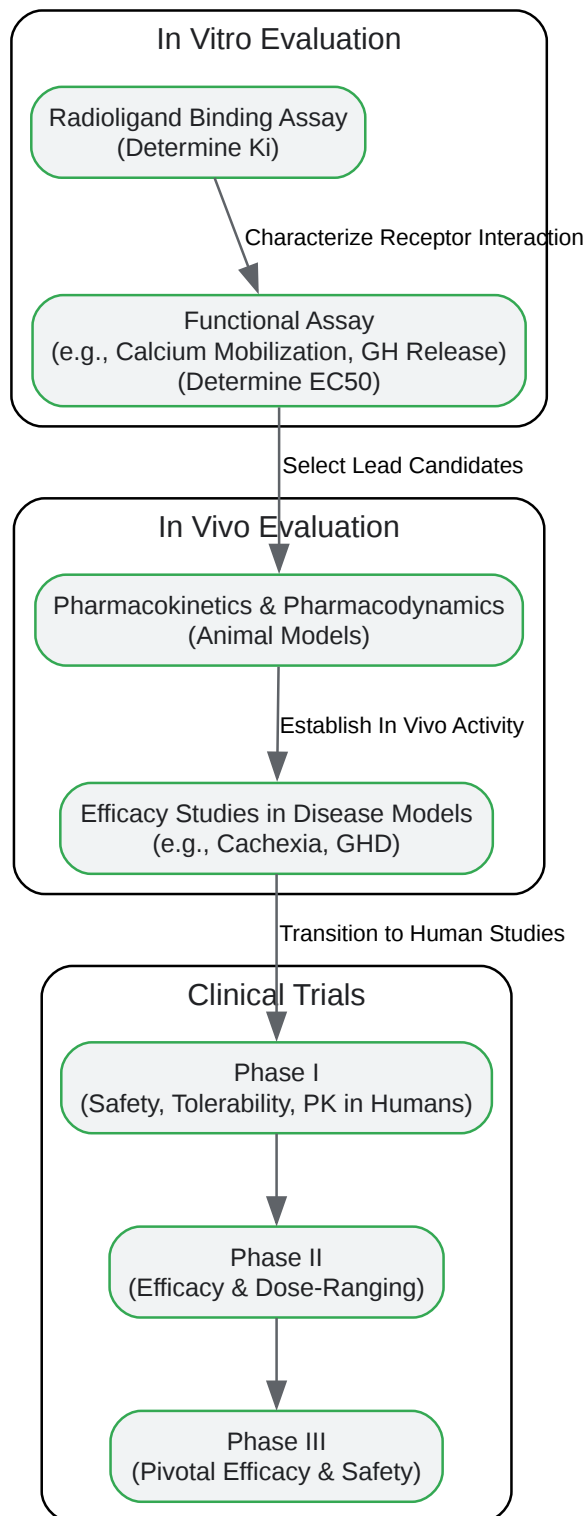 In Vitro Evaluation
Radioligand Binding Assay
(Determine Ki)
Characterize Receptor Interaction
Functional Assay
(e.g., Calcium Mobilization, GH Release)
(Determine EC50)
Select Lead Candidates
In Vivo Evaluation
Pharmacokinetics & Pharmacodynamics
(Animal Models)
Establish In Vivo Activity
Efficacy Studies in Disease Models
(e.g., Cachexia, GHD)
Transition to Human Studies
Clinical Trials
Phase I
(Safety, Tolerability, PK in Humans)
Phase II
(Efficacy & Dose-Ranging)
Phase III
(Pivotal Efficacy & Safety)